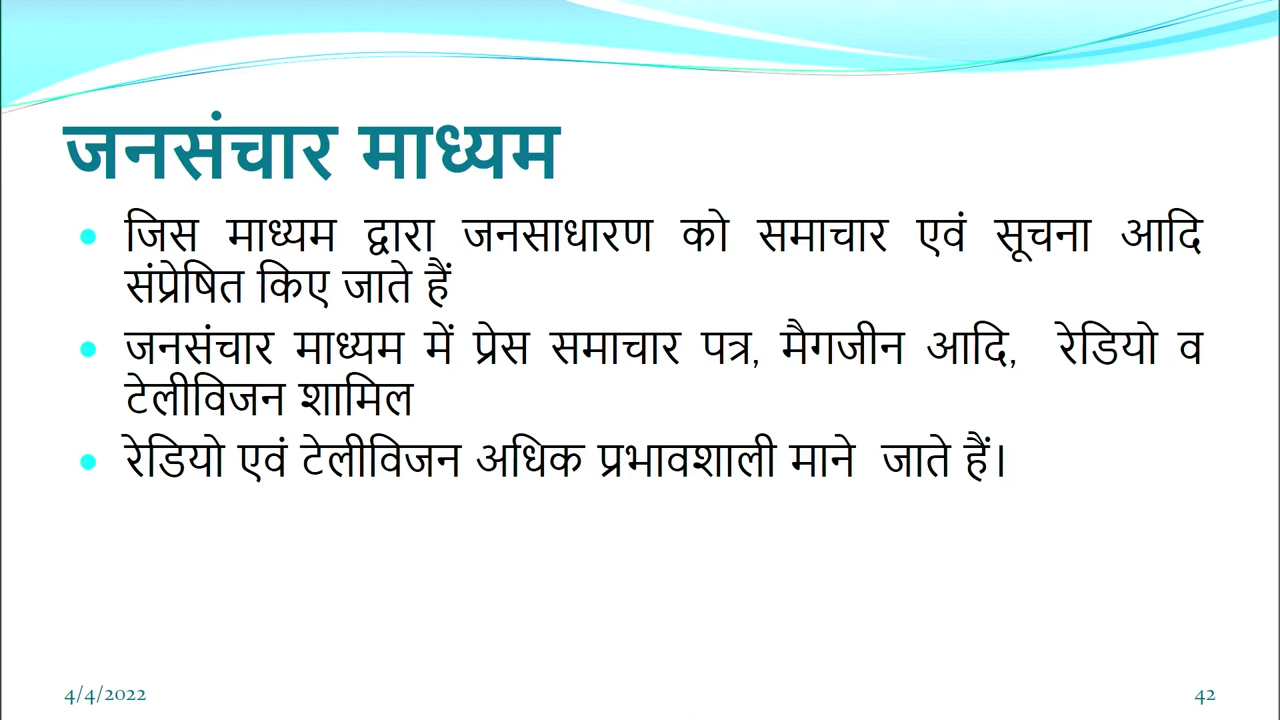 जनसंचार माध्यम
• जिस माध्यम द्वारा जनसाधारण को समाचार एवं सूचना आदि
संप्रेषित किए जाते हैं
• जनसंचार माध्यम में प्रेस समाचार पत्र, मैगजीन आदि, रेडियो व
टेलीविजन शामिल
• रेडियो एवं टेलीविजन अधिक प्रभावशाली माने जाते हैं।
4/4/2022
42